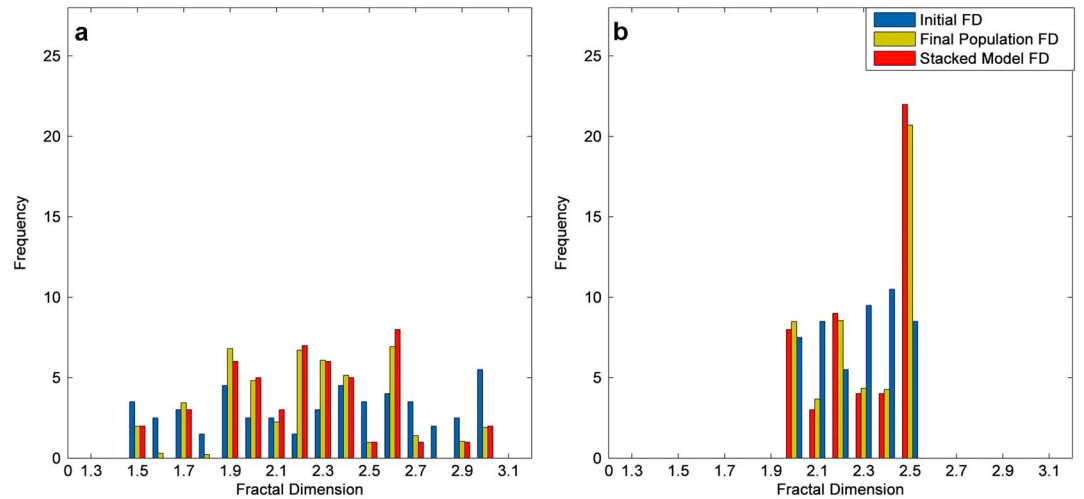 a
25
20
15
10
5
0
Frequency
0 1.3 1.5 1.7 1.9 2.1 2.3 2.5 2.7 2.9 3.1
Fractal Dimension
b
Initial FD
Final Population FD
Stacked Model FD
25
20
15
10
5
0
Frequency
0 1.3 1.5 1.7 1.9 2.1 2.3 2.5 2.7 2.9 3.1
Fractal Dimension